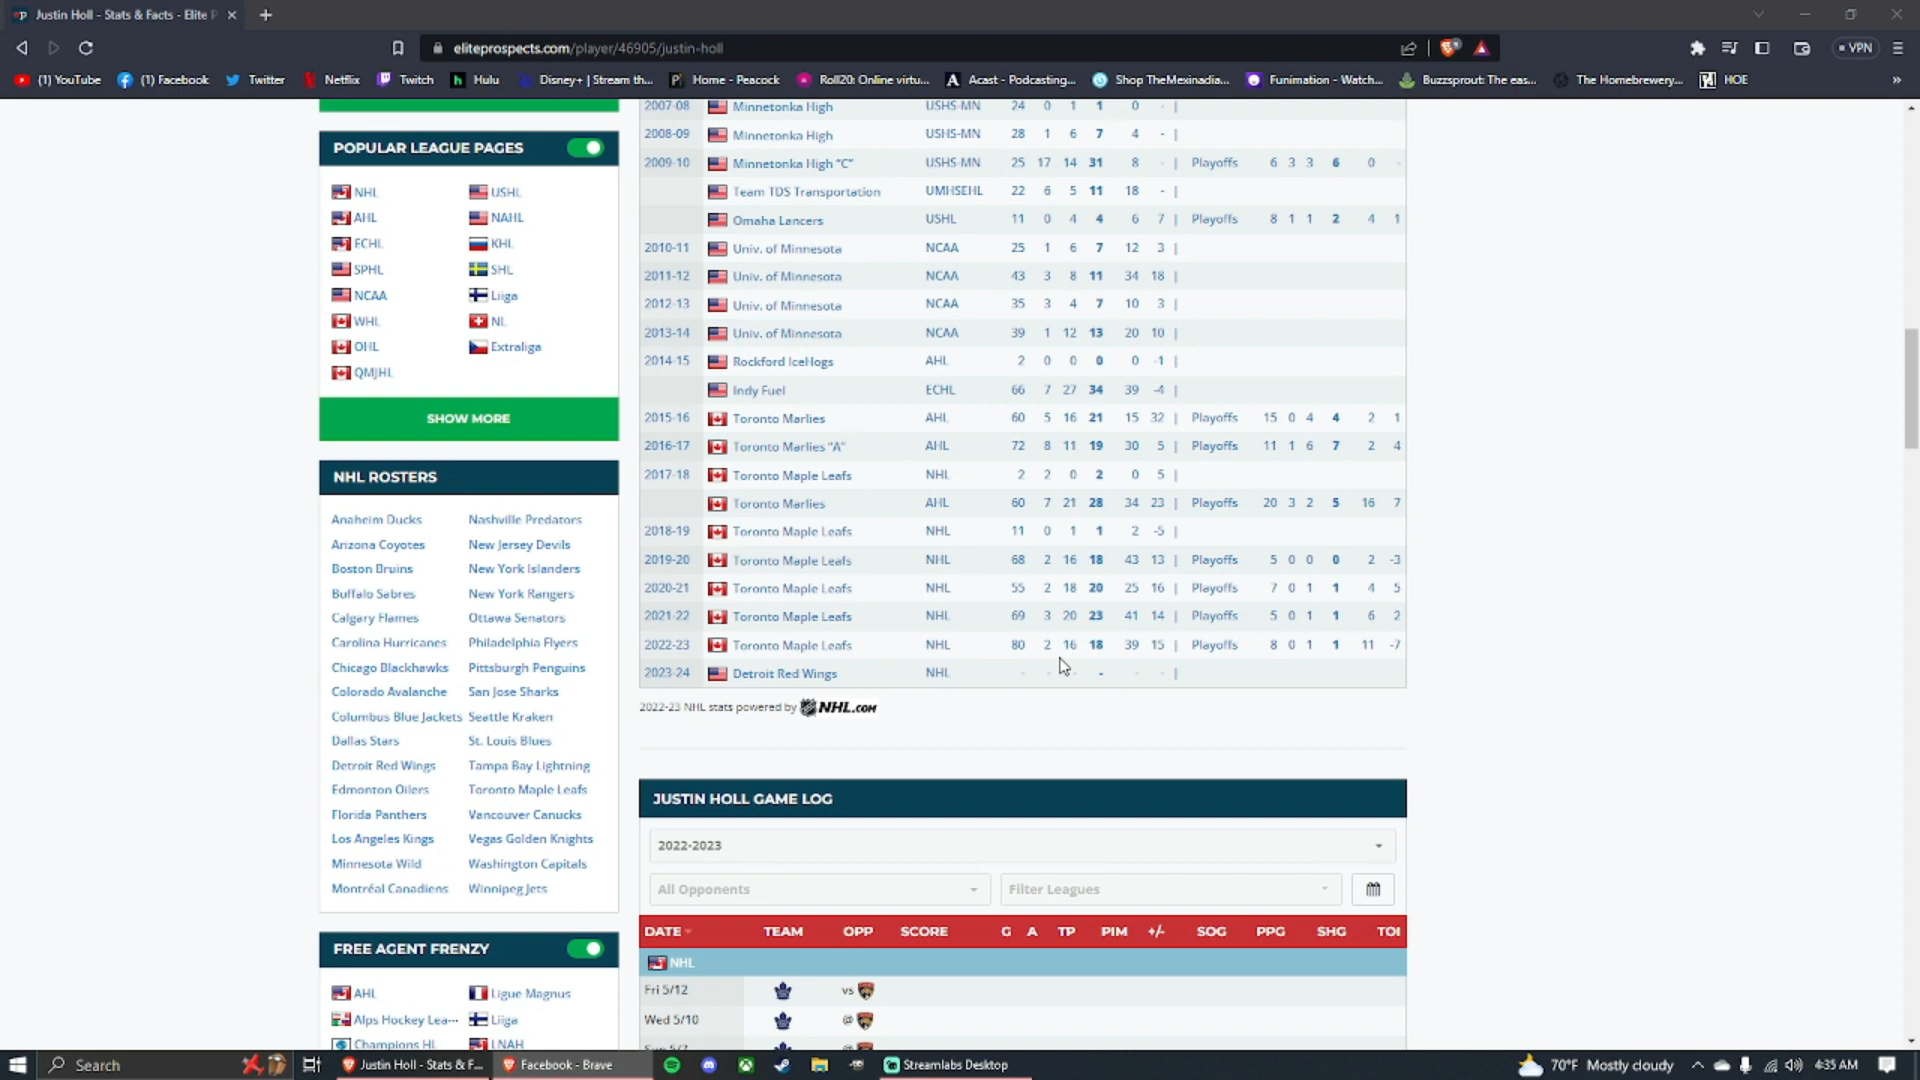 Justin Holl - Stats & Facts - Elite P
eliteprospects.com/player/46905/justin-holl
VPN
(1) YouTube (1) Facebook Twitter Netflix Twitch Hulu Disney+ | Stream th... Home - Peacock Roll20: Online virtu... Acast - Podcasting... Shop TheMexinadia... Funimation - Watch... Buzzsprout: The eas... The Homebrewery... HOE »
POPULAR LEAGUE PAGES
NHL USHL
AHL NAHL
ECHL KHL
SPHL SHL
NCAA Liiga
WHL NL
OHL Extraliga
QMJHL
SHOW MORE
NHL ROSTERS
Anaheim Ducks Nashville Predators
Arizona Coyotes New Jersey Devils
Boston Bruins New York Islanders
Buffalo Sabres New York Rangers
Calgary Flames Ottawa Senators
Carolina Hurricanes Philadelphia Flyers
Chicago Blackhawks Pittsburgh Penguins
Colorado Avalanche San Jose Sharks
Columbus Blue Jackets Seattle Kraken
Dallas Stars St. Louis Blues
Detroit Red Wings Tampa Bay Lightning
Edmonton Oilers Toronto Maple Leafs
Florida Panthers Vancouver Canucks
Los Angeles Kings Vegas Golden Knights
Minnesota Wild Washington Capitals
Montréal Canadiens Winnipeg Jets
FREE AGENT FRENZY
AHL Ligue Magnus
Alps Hockey Lea... Liiga
Champions HL LNAH
2007-08 Minnetonka High USHS-MN 24 0 1 1 0 - |
2008-09 Minnetonka High USHS-MN 28 1 6 7 4 - |
2009-10 Minnetonka High "C" USHS-MN 25 17 14 31 8 - | Playoffs 6 3 3 6 0 -
Team TDS Transportation UMHSEHL 22 6 5 11 18 - |
Omaha Lancers USHL 11 0 4 4 6 7 | Playoffs 8 1 1 2 4 1
2010-11 Univ. of Minnesota NCAA 25 1 6 7 12 3 |
2011-12 Univ. of Minnesota NCAA 43 3 8 11 34 18 |
2012-13 Univ. of Minnesota NCAA 35 3 4 7 10 3 |
2013-14 Univ. of Minnesota NCAA 39 1 12 13 20 10 |
2014-15 Rockford IceHogs AHL 2 0 0 0 0 -1 |
Indy Fuel ECHL 66 7 27 34 39 -4 |
2015-16 Toronto Marlies AHL 60 5 16 21 15 32 | Playoffs 15 0 4 4 2 1
2016-17 Toronto Marlies "A" AHL 72 8 11 19 30 5 | Playoffs 11 1 6 7 2 4
2017-18 Toronto Maple Leafs NHL 2 2 0 2 0 5 |
Toronto Marlies AHL 60 7 21 28 34 23 | Playoffs 20 3 2 5 16 7
2018-19 Toronto Maple Leafs NHL 11 0 1 1 2 -5 |
2019-20 Toronto Maple Leafs NHL 68 2 16 18 43 13 | Playoffs 5 0 0 0 2 -3
2020-21 Toronto Maple Leafs NHL 55 2 18 20 25 16 | Playoffs 7 0 1 1 4 5
2021-22 Toronto Maple Leafs NHL 69 3 20 23 41 14 | Playoffs 5 0 1 1 6 2
2022-23 Toronto Maple Leafs NHL 80 2 16 18 39 15 | Playoffs 8 0 1 1 11 -7
2023-24 Detroit Red Wings NHL - - - - - - |
2022-23 NHL stats powered by NHL.COM
JUSTIN HOLL GAME LOG
2022-2023
All Opponents Filter Leagues
DATE TEAM OPP SCORE G A TP PIM +/- SOG PPG SHG TOI
NHL
Fri 5/12 vs
Wed 5/10 @
Search Justin Holl - Stats & F... Facebook - Brave Streamlabs Desktop 70°F Mostly cloudy 4:35 AM